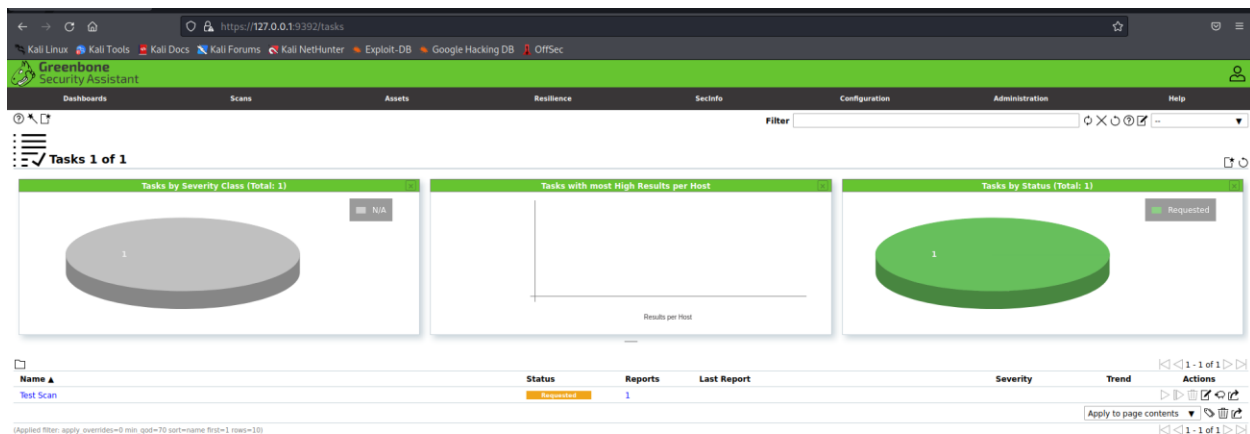 https://127.0.0.1:9392/tasks
Kali Linux Kali Tools Kali Docs Kali Forums Kali NetHunter Exploit-DB Google Hacking DB OffSec
Greenbone
Security Assistant
Dashboards Scans Assets Resilience SecInfo Configuration Administration Help
Filter --
Tasks 1 of 1
Tasks by Severity Class (Total: 1) Tasks with most High Results per Host Tasks by Status (Total: 1)
N/A Requested
1 1
Results per Host
1 - 1 of 1
Name ▲ Status Reports Last Report Severity Trend Actions
Test Scan Requested 1
Apply to page contents ▼
(Applied filter: apply_overrides=0 min_qod=70 sort=name first=1 rows=10) 1 - 1 of 1